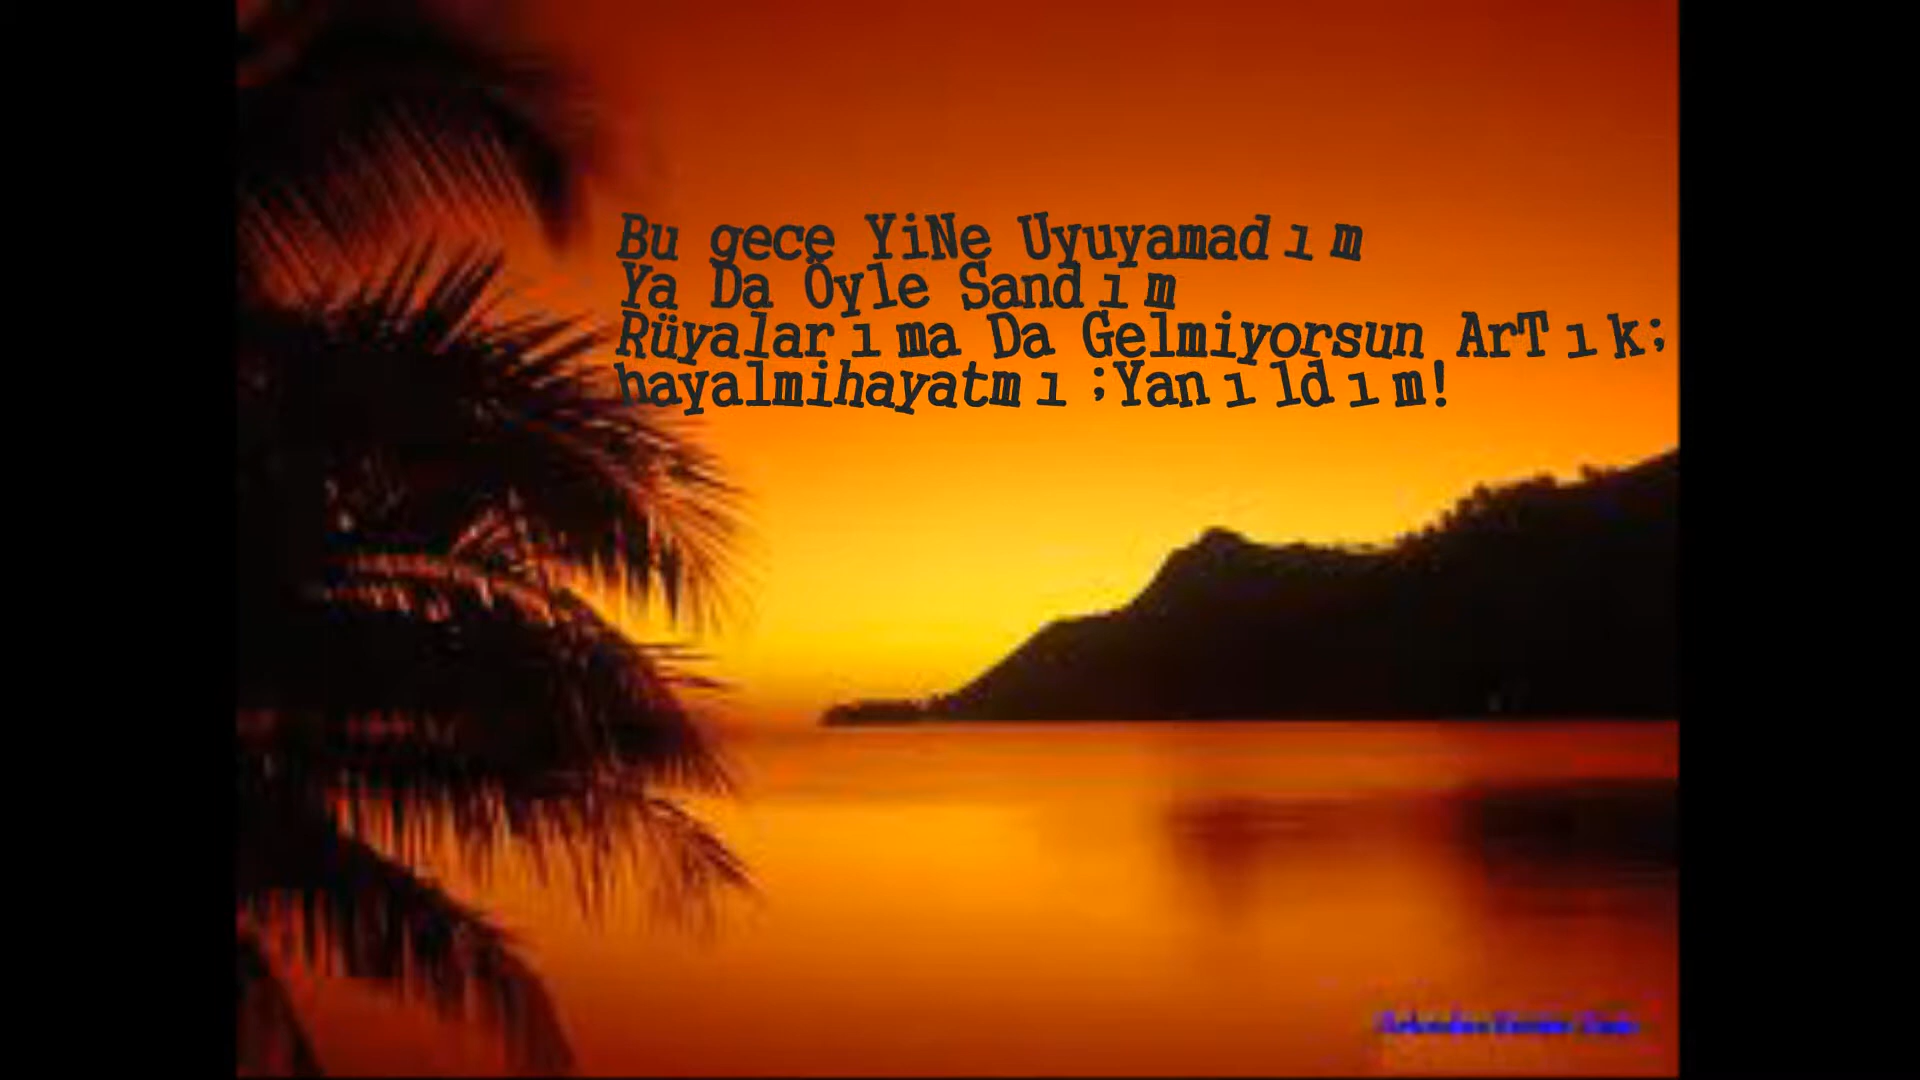 Bu gece YiNe Uyuyamadım
Ya Da Öyle Sandım
Rüyalarıma Da Gelmiyorsun ArTık;
hayalmihayatmı ;Yanıldım!